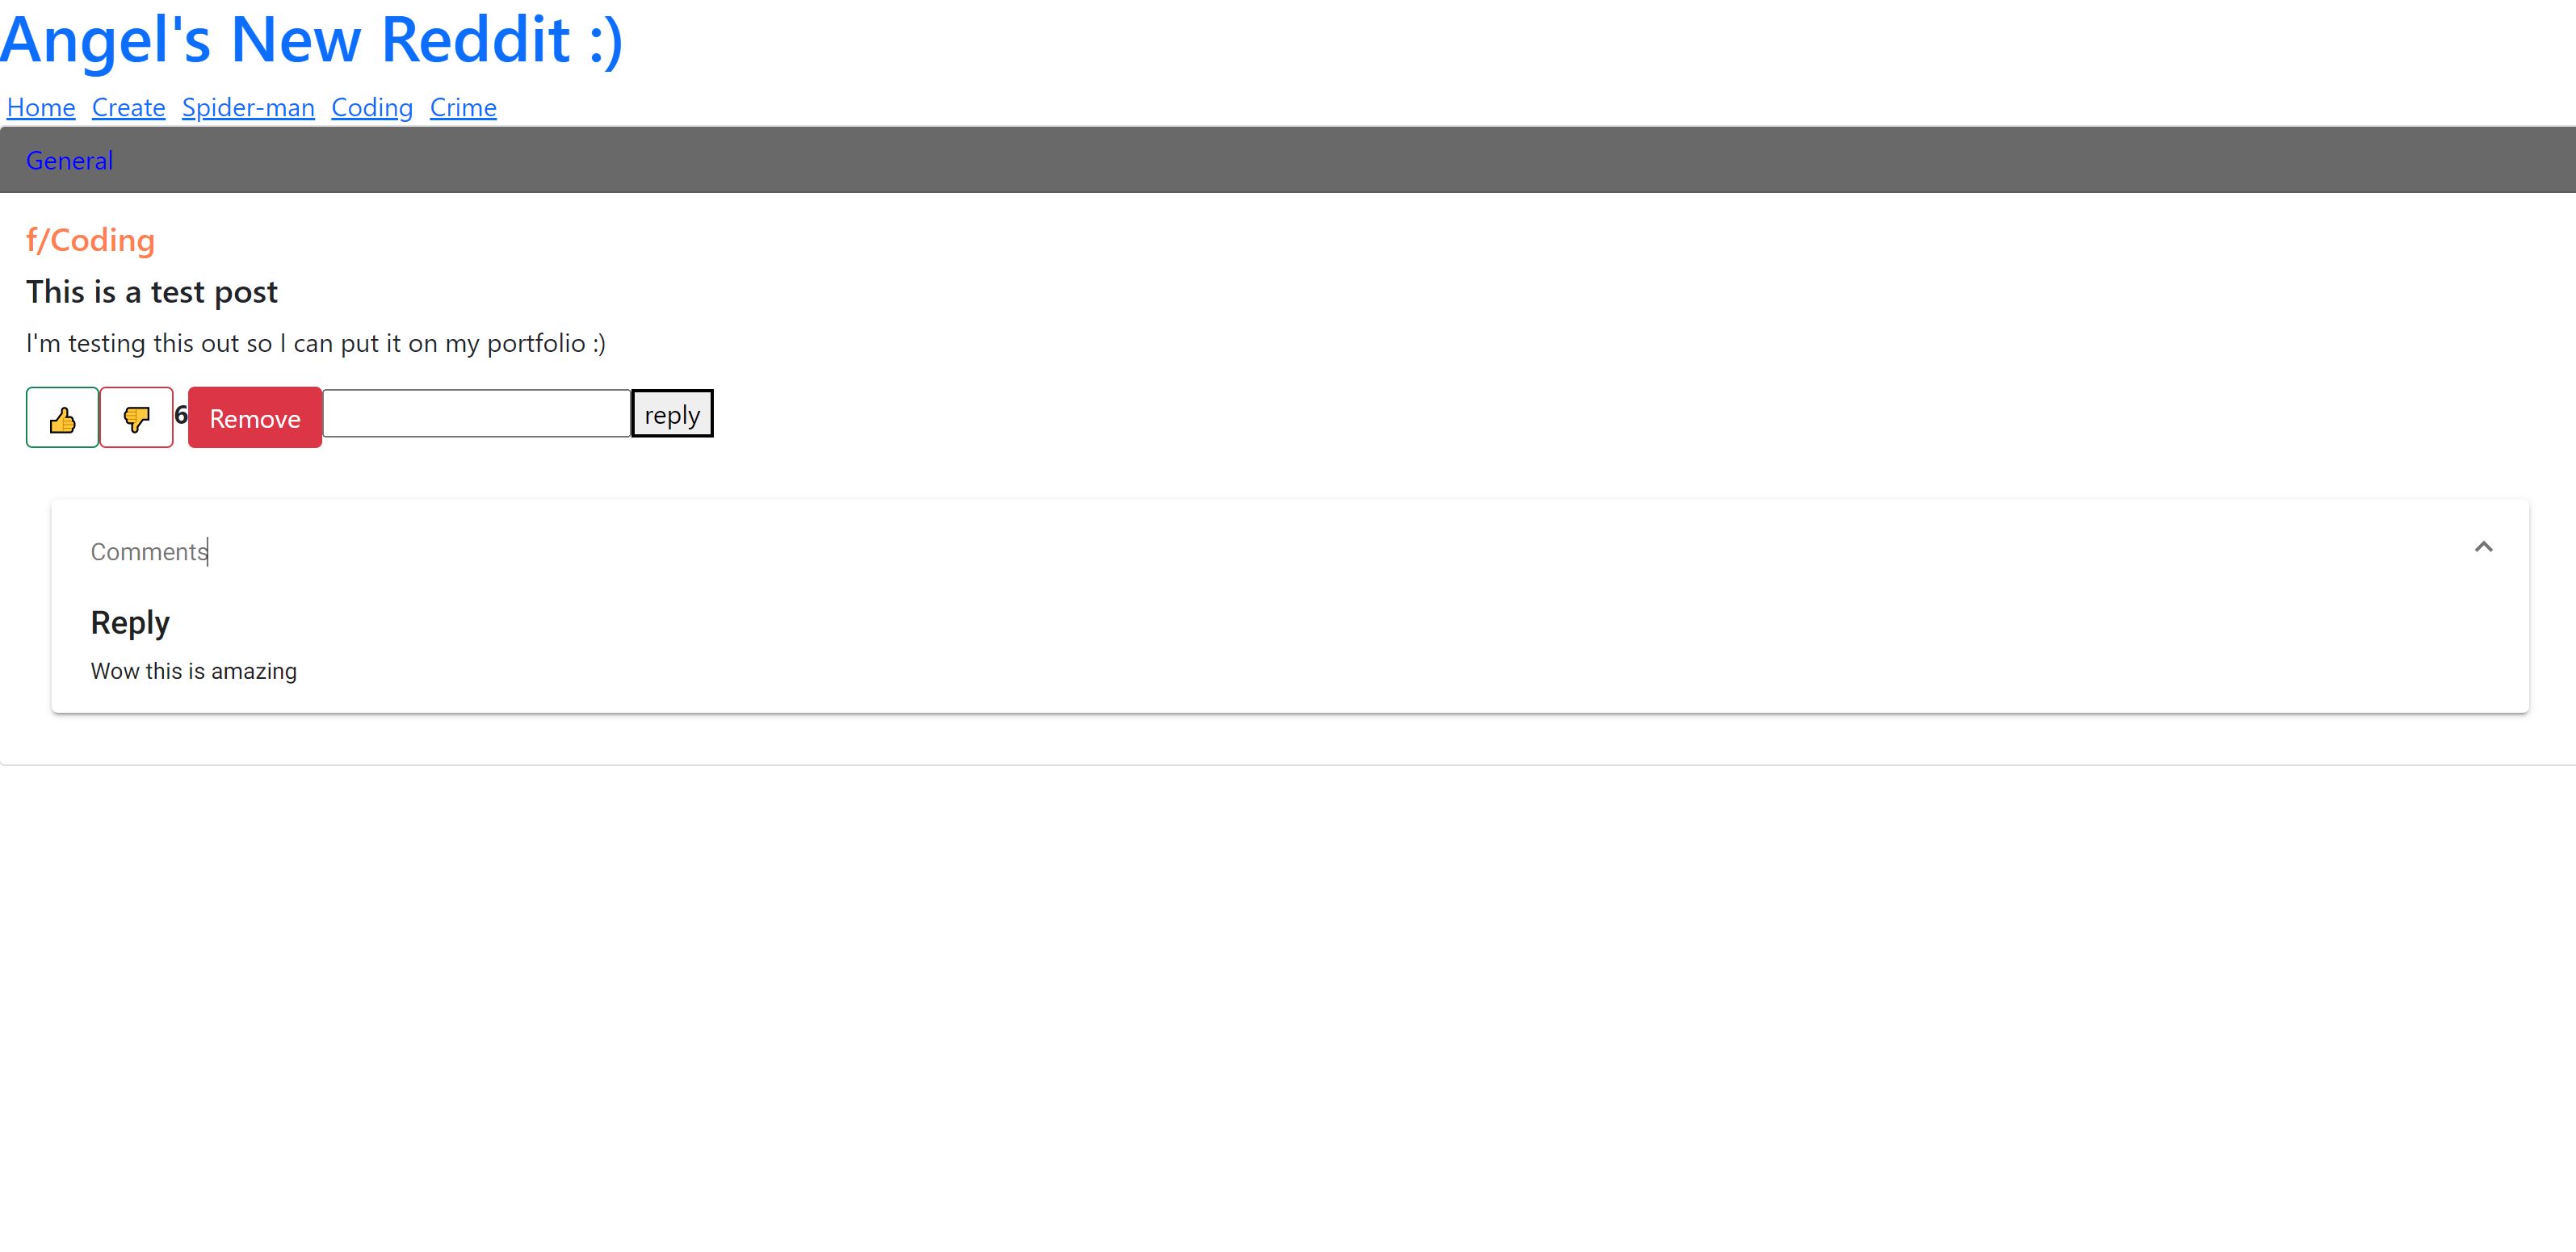 Angel's New Reddit :)
Home Create Spider-man Coding Crime
General
f/Coding
This is a test post
I'm testing this out so I can put it on my portfolio :)
👍 👎 6 Remove reply
Comments
Reply
Wow this is amazing